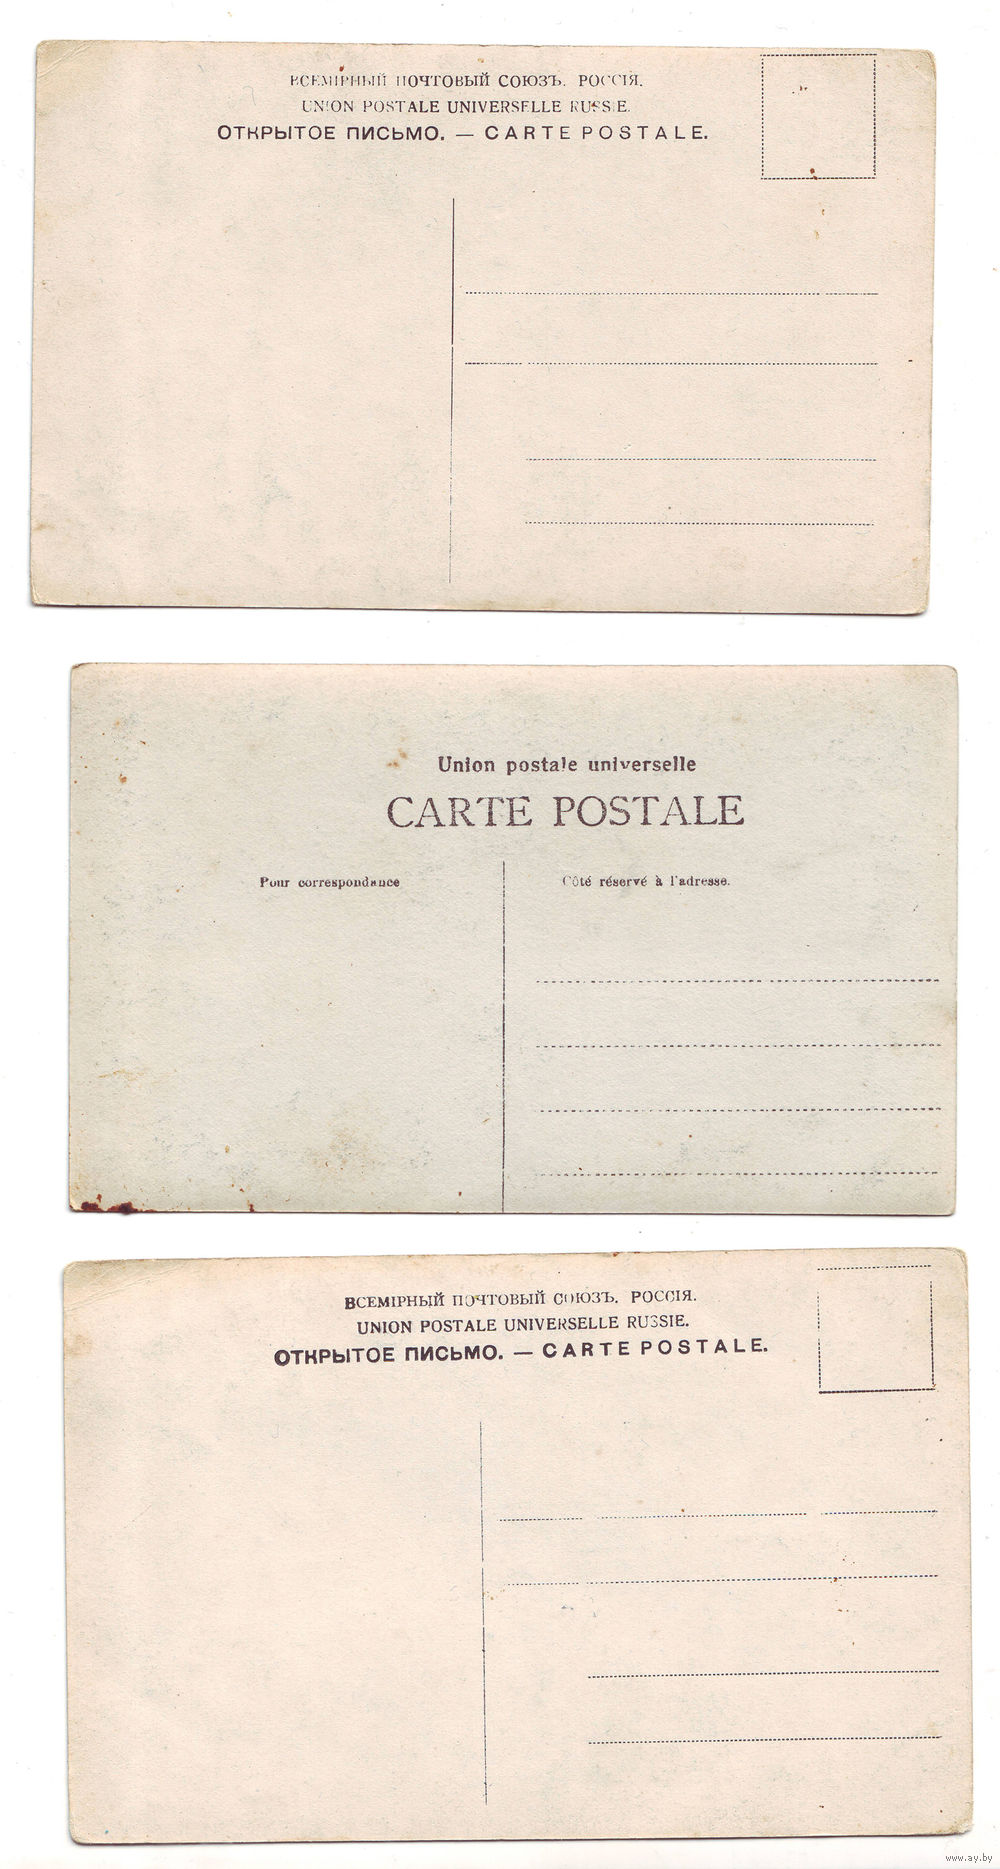 ВСЕМІРНЫЙ ПОЧТОВЫЙ СОЮЗЪ. РОССІЯ.
UNION POSTALE UNIVERSELLE RUSSIE.
ОТКРЫТОЕ ПИСЬМО. — CARTE POSTALE.
Union postale universelle
CARTE POSTALE
Pour correspondance
Côté réservé à l'adresse.
ВСЕМІРНЫЙ ПОЧТОВЫЙ СОЮЗЪ. РОССІЯ.
UNION POSTALE UNIVERSELLE RUSSIE.
ОТКРЫТОЕ ПИСЬМО. — CARTE POSTALE.
www.ay.by